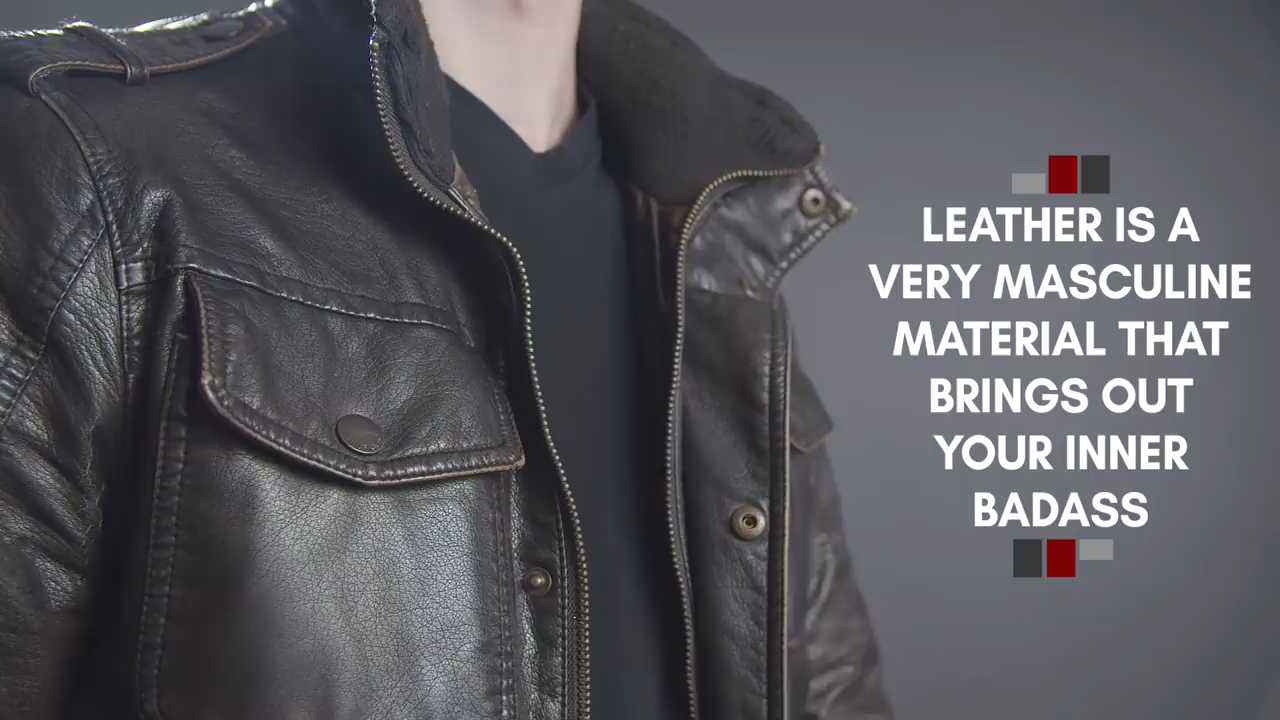 LEATHER IS A
VERY MASCULINE
MATERIAL THAT
BRINGS OUT
YOUR INNER
BADASS